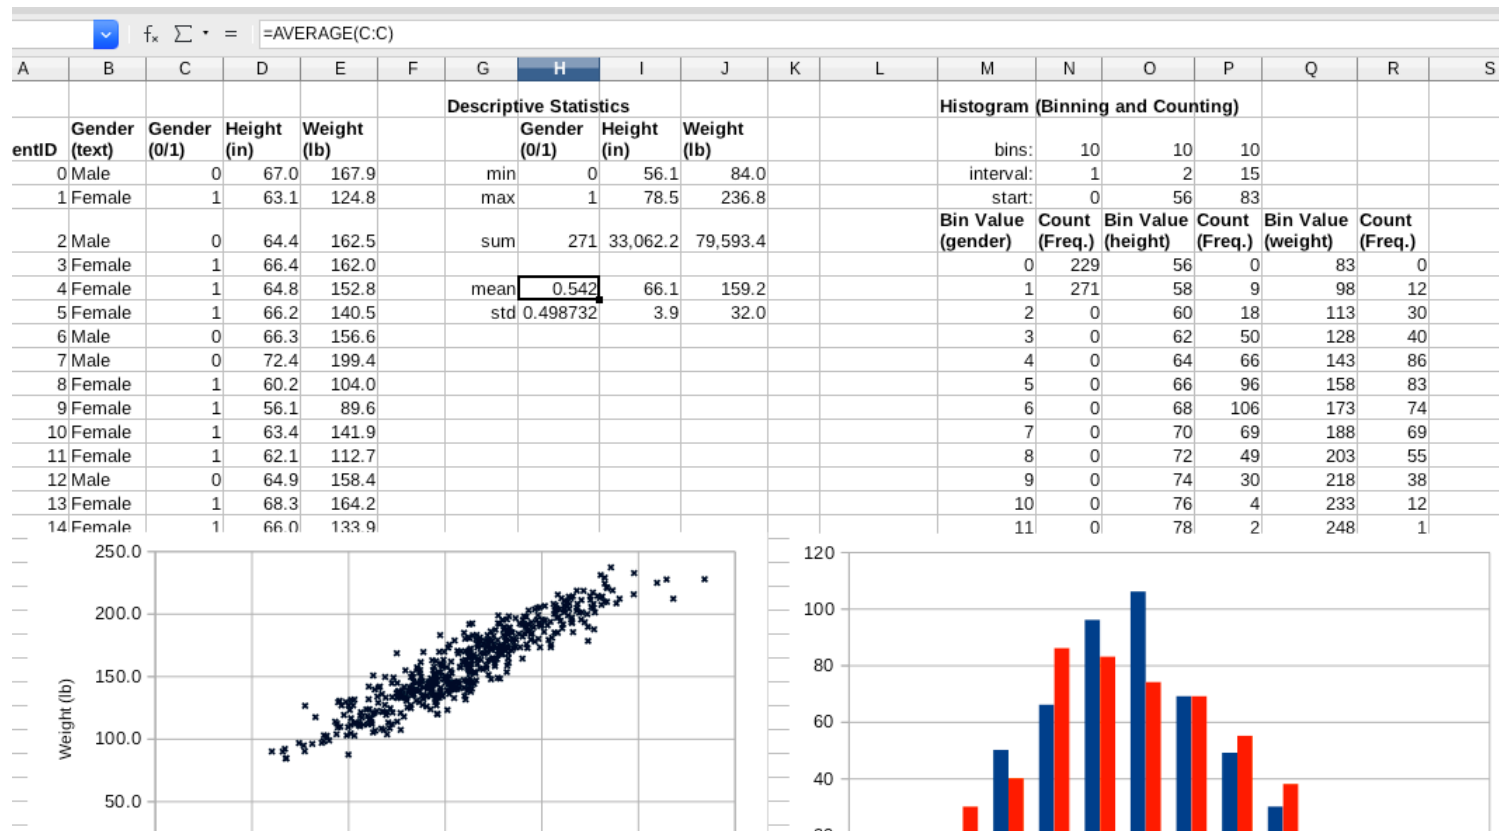 =AVERAGE(C:C)
A B C D E F G H I J K L M N O P Q R S
Descriptive Statistics Histogram (Binning and Counting)
Gender Gender Height Weight Gender Height Weight
entID (text) (0/1) (in) (lb) (0/1) (in) (lb) bins: 10 10 10
0 Male 0 67.0 167.9 min 0 56.1 84.0 interval: 1 2 15
1 Female 1 63.1 124.8 max 1 78.5 236.8 start: 0 56 83
Bin Value Count Bin Value Count Bin Value Count
2 Male 0 64.4 162.5 sum 271 33,062.2 79,593.4 (gender) (Freq.) (height) (Freq.) (weight) (Freq.)
3 Female 1 66.4 162.0 0 229 56 0 83 0
4 Female 1 64.8 152.8 mean 0.542 66.1 159.2 1 271 58 9 98 12
5 Female 1 66.2 140.5 std 0.498732 3.9 32.0 2 0 60 18 113 30
6 Male 0 66.3 156.6 3 0 62 50 128 40
7 Male 0 72.4 199.4 4 0 64 66 143 86
8 Female 1 60.2 104.0 5 0 66 96 158 83
9 Female 1 56.1 89.6 6 0 68 106 173 74
10 Female 1 63.4 141.9 7 0 70 69 188 69
11 Female 1 62.1 112.7 8 0 72 49 203 55
12 Male 0 64.9 158.4 9 0 74 30 218 38
13 Female 1 68.3 164.2 10 0 76 4 233 12
14 Female 1 66.0 133.9 11 0 78 2 248 1
250.0
200.0
150.0
100.0
50.0
Weight (lb)
120
100
80
60
40